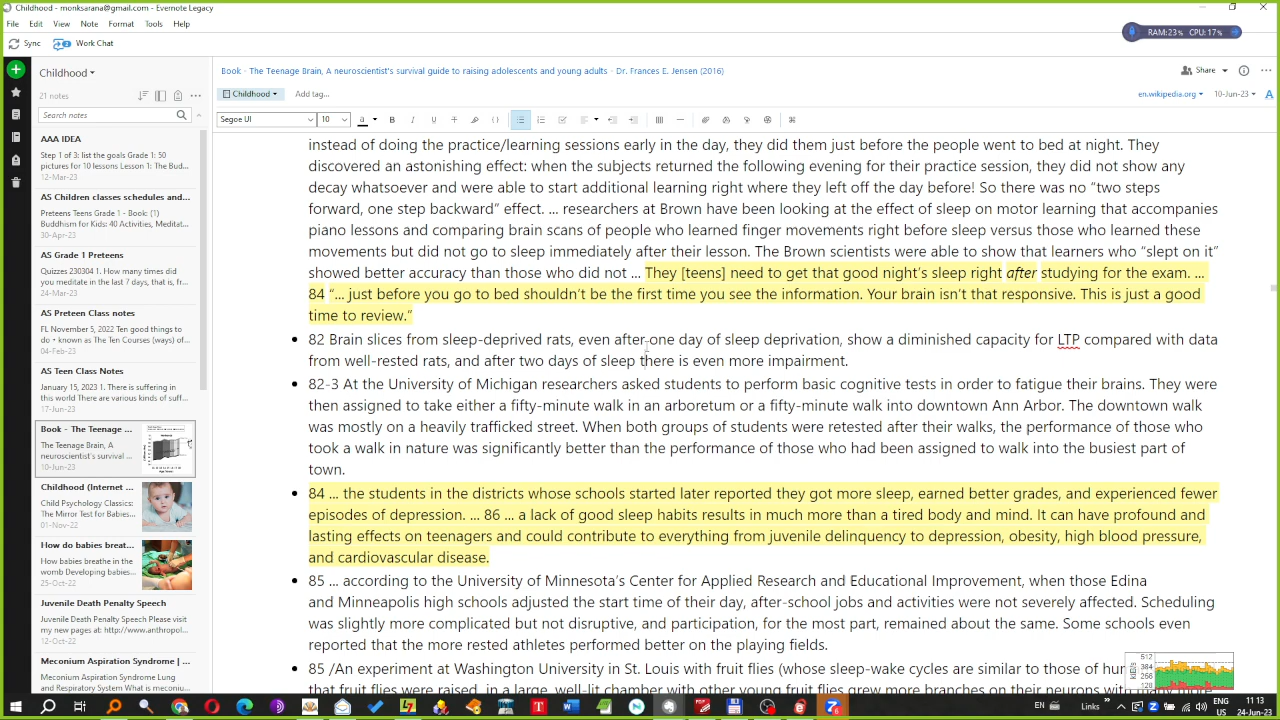 Childhood - monksarana@gmail.com - Evernote Legacy
File Edit View Note Format Tools Help
RAM:23% CPU:17%
Sync Work Chat
Childhood
Book - The Teenage Brain, A neuroscientist's survival guide to raising adolescents and young adults - Dr. Frances E. Jensen (2016)
Share
21 notes
Childhood Add tag...
en.wikipedia.org 10-Jun-23
Search notes
Segoe UI 10
AAA IDEA
Step 1 of 3: list the goals Grade 1: 50
pictures for 10 lessons Lesson 1: The Bud...
12-Mar-23
AS Children classes schedules and...
Preteens Teens Grade 1 - Book: (1)
Buddhism for Kids: 40 Activities, Meditat...
30-Apr-23
AS Grade 1 Preteens
Quizzes 230304 1. How many times did
you meditate in the last 7 days, that is, fr...
24-Mar-23
AS Preteen Class notes
FL November 5, 2022 Ten good things to
do • known as The Ten Courses (ways) of...
04-Feb-23
AS Teen Class Notes
January 15, 2023 1. There is suffering in
this world There are various kinds of suff...
17-Jun-23
Book - The Teenage ...
The Teenage Brain, A
neuroscientist's survival ...
10-Jun-23
Childhood (Internet ...
Child Psychology Classics:
The Mirror Test for Babies...
01-Nov-22
How do babies breat...
How babies breathe in the
womb Developing babies...
25-Oct-22
Juvenile Death Penalty Speech
Juvenile Death Penalty Speech Please visit
my new pages at: http://www.anthropol...
12-Oct-22
Meconium Aspiration Syndrome | ...
Meconium Aspiration Syndrome Lung
and Respiratory System What is meconiu...
instead of doing the practice/learning sessions early in the day, they did them just before the people went to bed at night. They
discovered an astonishing effect: when the subjects returned the following evening for their practice session, they did not show any
decay whatsoever and were able to start additional learning right where they left off the day before! So there was no “two steps
forward, one step backward” effect. ... researchers at Brown have been looking at the effect of sleep on motor learning that accompanies
piano lessons and comparing brain scans of people who learned finger movements right before sleep versus those who learned these
movements but did not go to sleep immediately after their lesson. The Brown scientists were able to show that learners who “slept on it”
showed better accuracy than those who did not ... They [teens] need to get that good night’s sleep right after studying for the exam. ...
84 “... just before you go to bed shouldn’t be the first time you see the information. Your brain isn’t that responsive. This is just a good
time to review.”
• 82 Brain slices from sleep-deprived rats, even after one day of sleep deprivation, show a diminished capacity for LTP compared with data
from well-rested rats, and after two days of sleep there is even more impairment.
• 82-3 At the University of Michigan researchers asked students to perform basic cognitive tests in order to fatigue their brains. They were
then assigned to take either a fifty-minute walk in an arboretum or a fifty-minute walk into downtown Ann Arbor. The downtown walk
was mostly on a heavily trafficked street. When both groups of students were retested after their walks, the performance of those who
took a walk in nature was significantly better than the performance of those who had been assigned to walk into the busiest part of
town.
• 84 ... the students in the districts whose schools started later reported they got more sleep, earned better grades, and experienced fewer
episodes of depression. ... 86 ... a lack of good sleep habits results in much more than a tired body and mind. It can have profound and
lasting effects on teenagers and could contribute to everything from juvenile delinquency to depression, obesity, high blood pressure,
and cardiovascular disease.
• 85 ... according to the University of Minnesota’s Center for Applied Research and Educational Improvement, when those Edina
and Minneapolis high schools adjusted the start time of their day, after-school jobs and activities were not severely affected. Scheduling
was slightly more complicated but not disruptive, and participation, for the most part, remained about the same. Some schools even
reported that the more rested athletes performed better on the playing fields.
• 85 /An experiment at Washington University in St. Louis with fruit flies (whose sleep-wake cycles are similar to those of
that fruit flies were raised in a large, well-lit chamber with other
512
384
256
128
ENG
US
Links
11:13
24-Jun-23